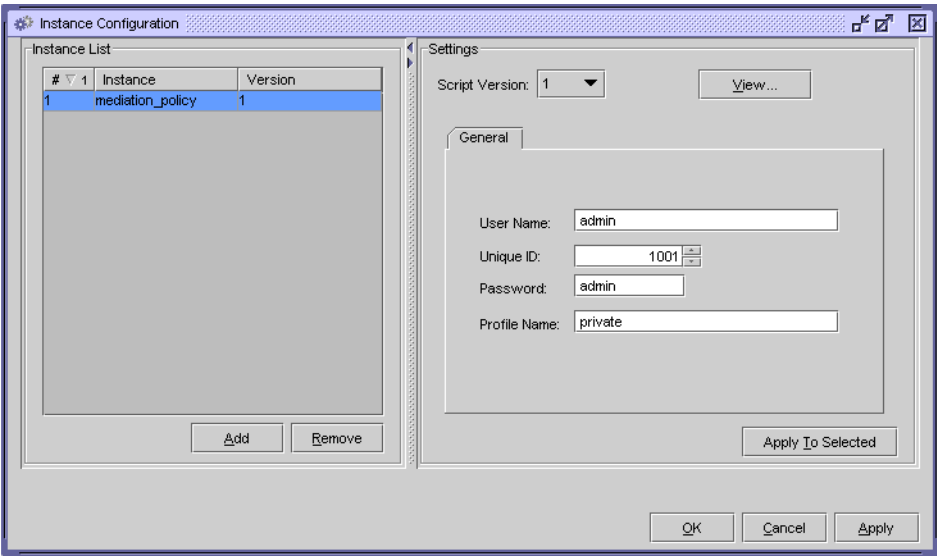 Instance Configuration
Instance List
# 1 Instance Version
1 mediation_policy 1
Add Remove
Settings
Script Version: 1 View...
General
User Name: admin
Unique ID: 1001
Password: admin
Profile Name: private
Apply To Selected
OK Cancel Apply